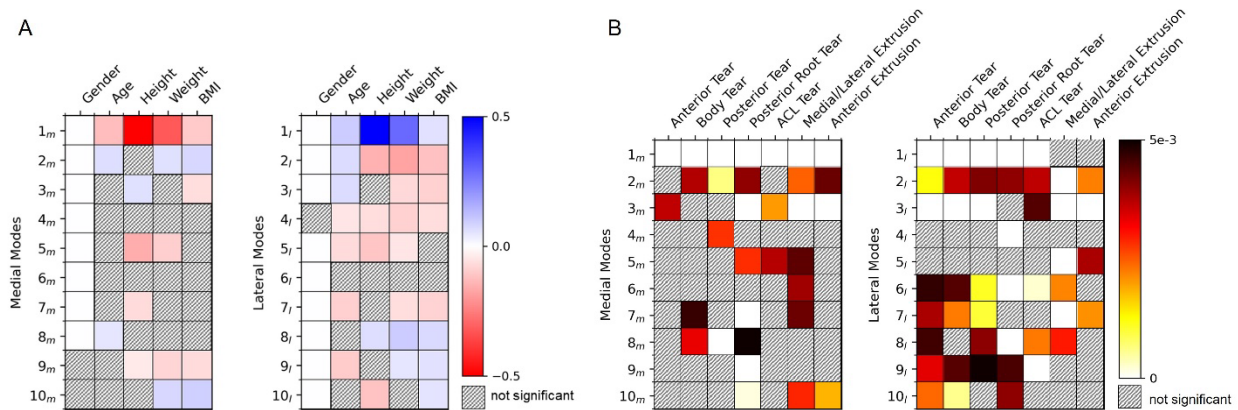 A
Gender
Age
Height
Weight
BMI
Medial Modes
1m
2m
3m
4m
5m
6m
7m
8m
9m
10m
Gender
Age
Height
Weight
BMI
Lateral Modes
1l
2l
3l
4l
5l
6l
7l
8l
9l
10l
0.5
0.0
−0.5
not significant
B
Anterior Tear
Body Tear
Posterior Tear
Posterior Root Tear
ACL Tear
Medial/Lateral Extrusion
Anterior Extrusion
Medial Modes
1m
2m
3m
4m
5m
6m
7m
8m
9m
10m
Anterior Tear
Body Tear
Posterior Tear
Posterior Root Tear
ACL Tear
Medial/Lateral Extrusion
Anterior Extrusion
Lateral Modes
1l
2l
3l
4l
5l
6l
7l
8l
9l
10l
5e-3
0
not significant